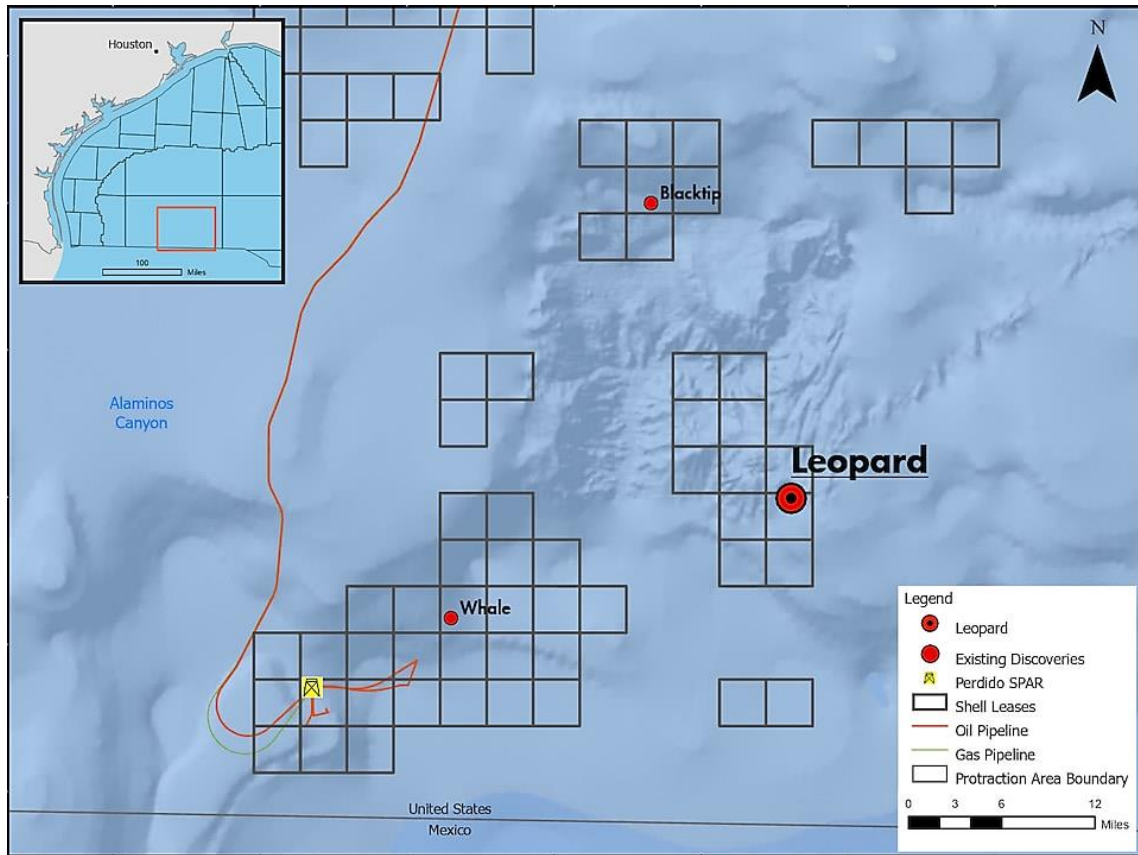 Houston
100
Miles
N
Blacktip
Alaminos
Canyon
Leopard
Whale
United States
Mexico
Legend
Leopard
Existing Discoveries
Perdido SPAR
Shell Leases
Oil Pipeline
Gas Pipeline
Protraction Area Boundary
0 3 6 12
Miles